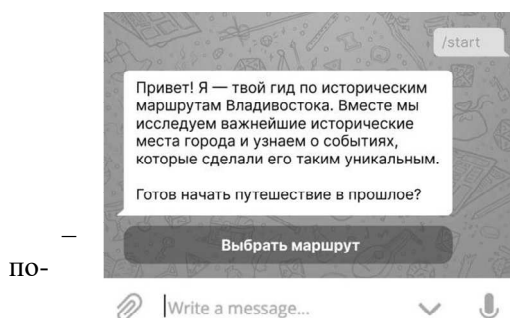 /start
Привет! Я — твой гид по историческим
маршрутам Владивостока. Вместе мы
исследуем важнейшие исторические
места города и узнаем о событиях,
которые сделали его таким уникальным.
Готов начать путешествие в прошлое?
–
по-
Выбрать маршрут
Write a message...